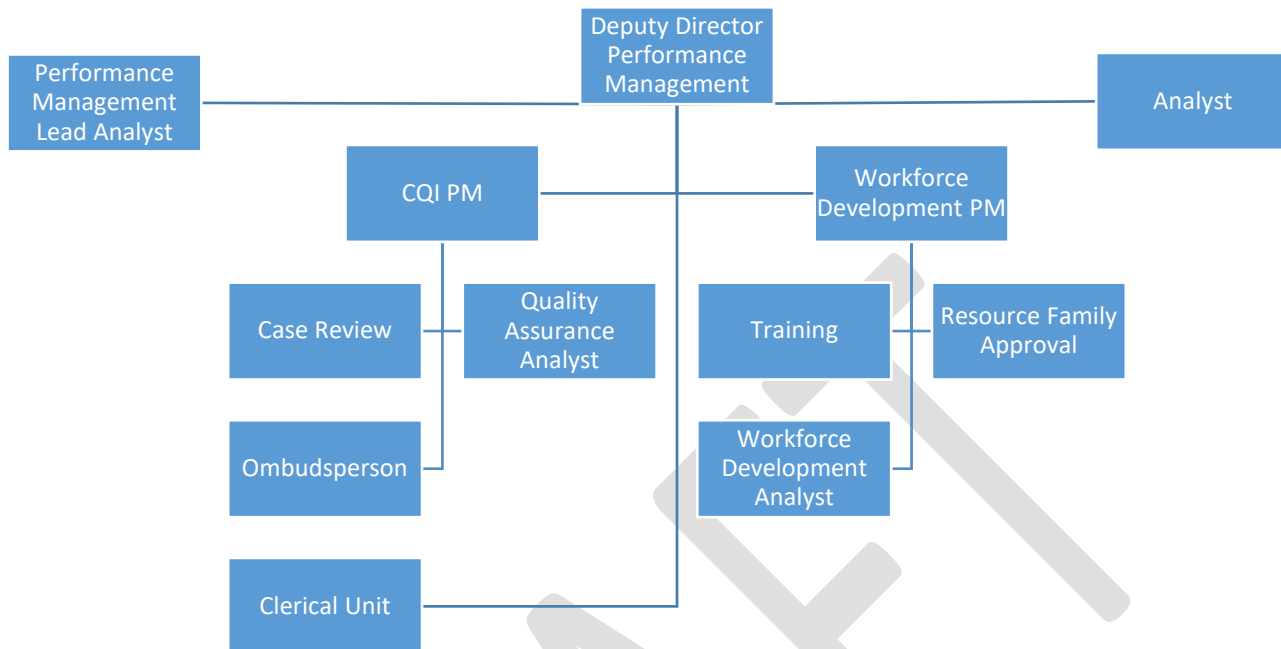 Deputy Director
Performance
Management
Performance
Management
Lead Analyst
Analyst
CQI PM
Workforce
Development PM
Case Review
Quality
Assurance
Analyst
Training
Resource Family
Approval
Ombudsperson
Workforce
Development
Analyst
Clerical Unit